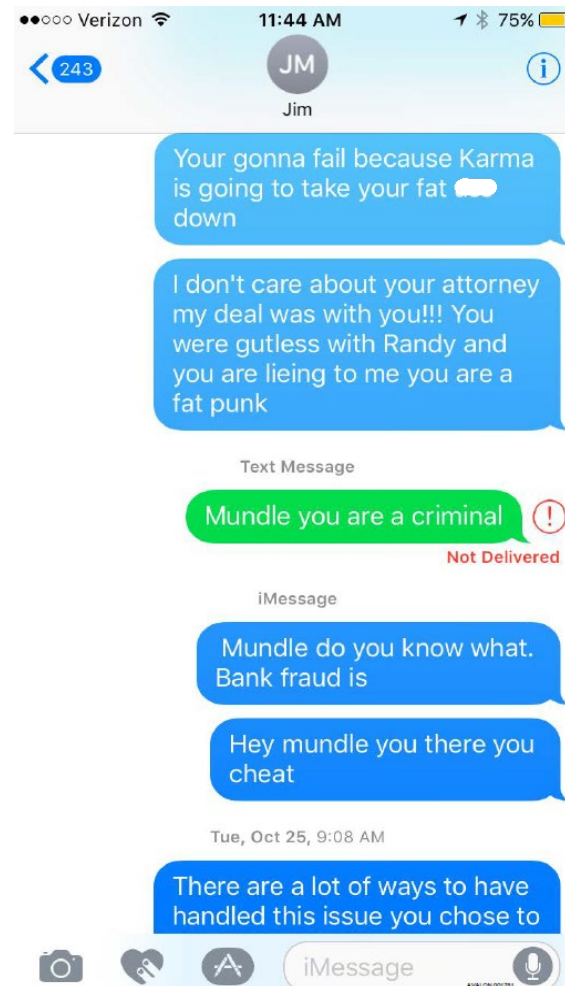 Verizon 11:44 AM 75%
243
JM
Jim
Your gonna fail because Karma
is going to take your fat
down
I don't care about your attorney
my deal was with you!!! You
were gutless with Randy and
you are lieing to me you are a
fat punk
Text Message
Mundle you are a criminal
Not Delivered
iMessage
Mundle do you know what.
Bank fraud is
Hey mundle you there you
cheat
Tue, Oct 25, 9:08 AM
There are a lot of ways to have
handled this issue you chose to
iMessage